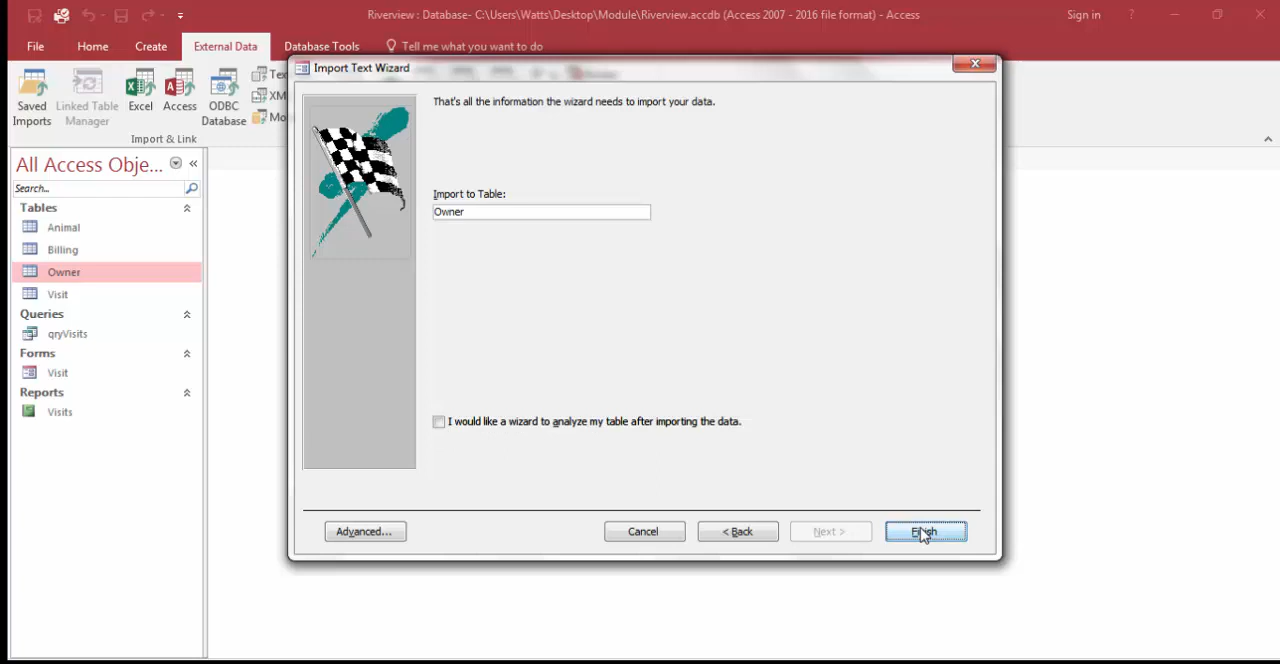 Riverview : Database- C:\Users\Watts\Desktop\Module\Riverview.accdb (Access 2007 - 2016 file format) - Access
Sign in
?
File
Home
Create
External Data
Database Tools
Tell me what you want to do
Saved Imports
Linked Table Manager
Excel
Access
ODBC Database
Import & Link
All Access Obje...
Search...
Tables
Animal
Billing
Owner
Visit
Queries
qryVisits
Forms
Visit
Reports
Visits
Import Text Wizard
That's all the information the wizard needs to import your data.
Import to Table:
Owner
I would like a wizard to analyze my table after importing the data.
Advanced...
Cancel
< Back
Next >
Finish